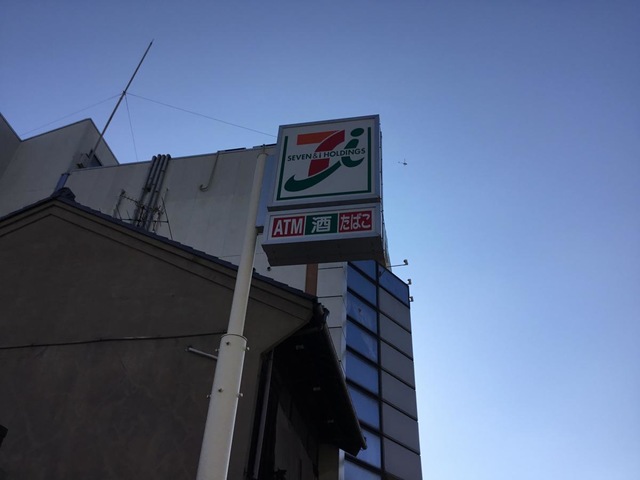 7i
SEVEN & i HOLDINGS
ATM 酒 たばこ